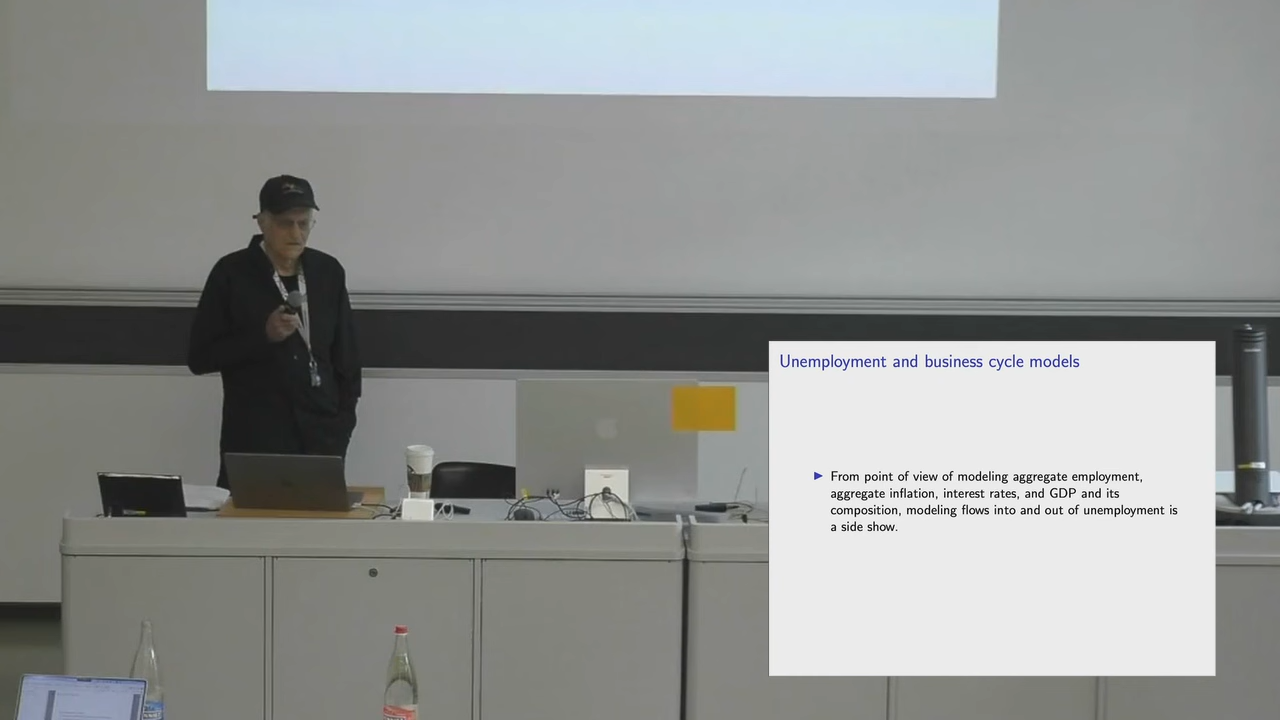 Unemployment and business cycle models
From point of view of modeling aggregate employment,
aggregate inflation, interest rates, and GDP and its
composition, modeling flows into and out of unemployment is
a side show.